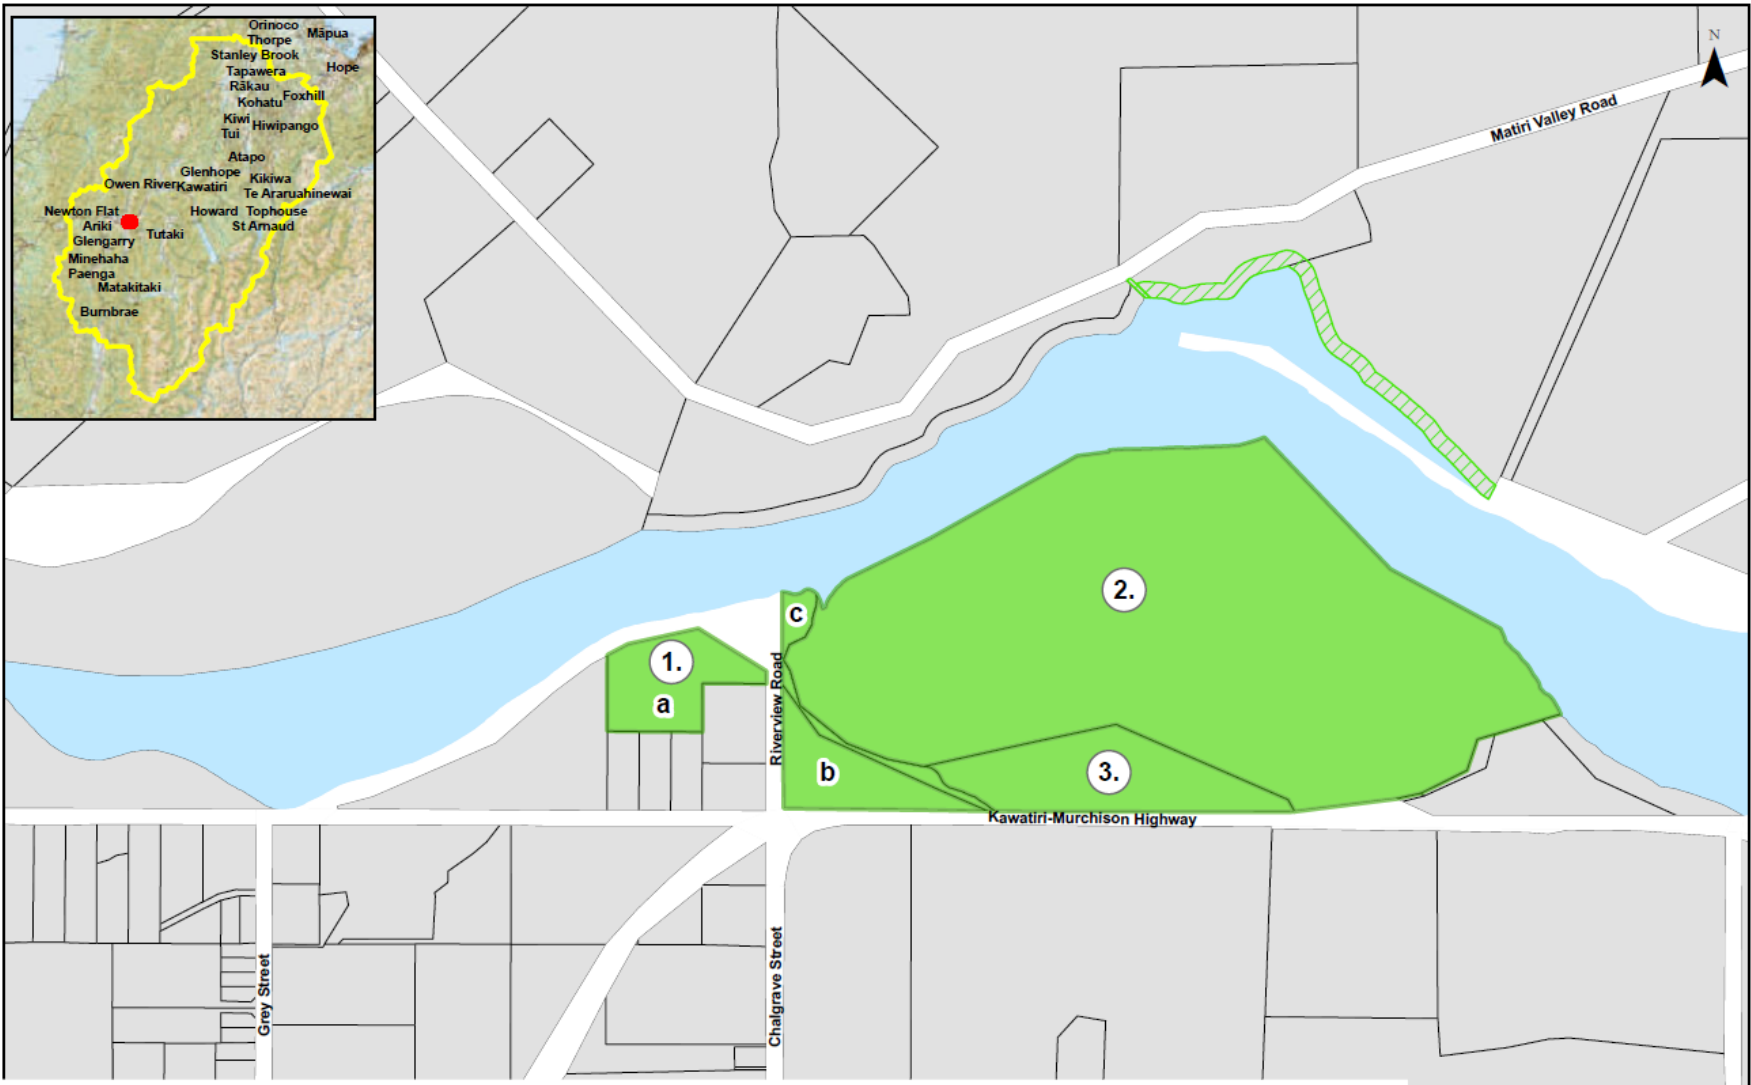 Orinoco
Māpua
Thorpe
Stanley Brook
Hope
Tapawera
Rākau
Foxhill
Kohatu
Kiwi
Hiwipango
Tui
Atapo
Glenhope
Kikiwa
Owen River
Kawatiri
Te Araruahinewai
Newton Flat
Howard
Tophouse
Ariki
St Arnaud
Tutaki
Glengarry
Minehaha
Paenga
Matakitaki
Burnbrae
N
Matiri Valley Road
2.
c
1.
a
Riverview Road
b
3.
Kawatiri-Murchison Highway
Grey Street
Chalgrave Street